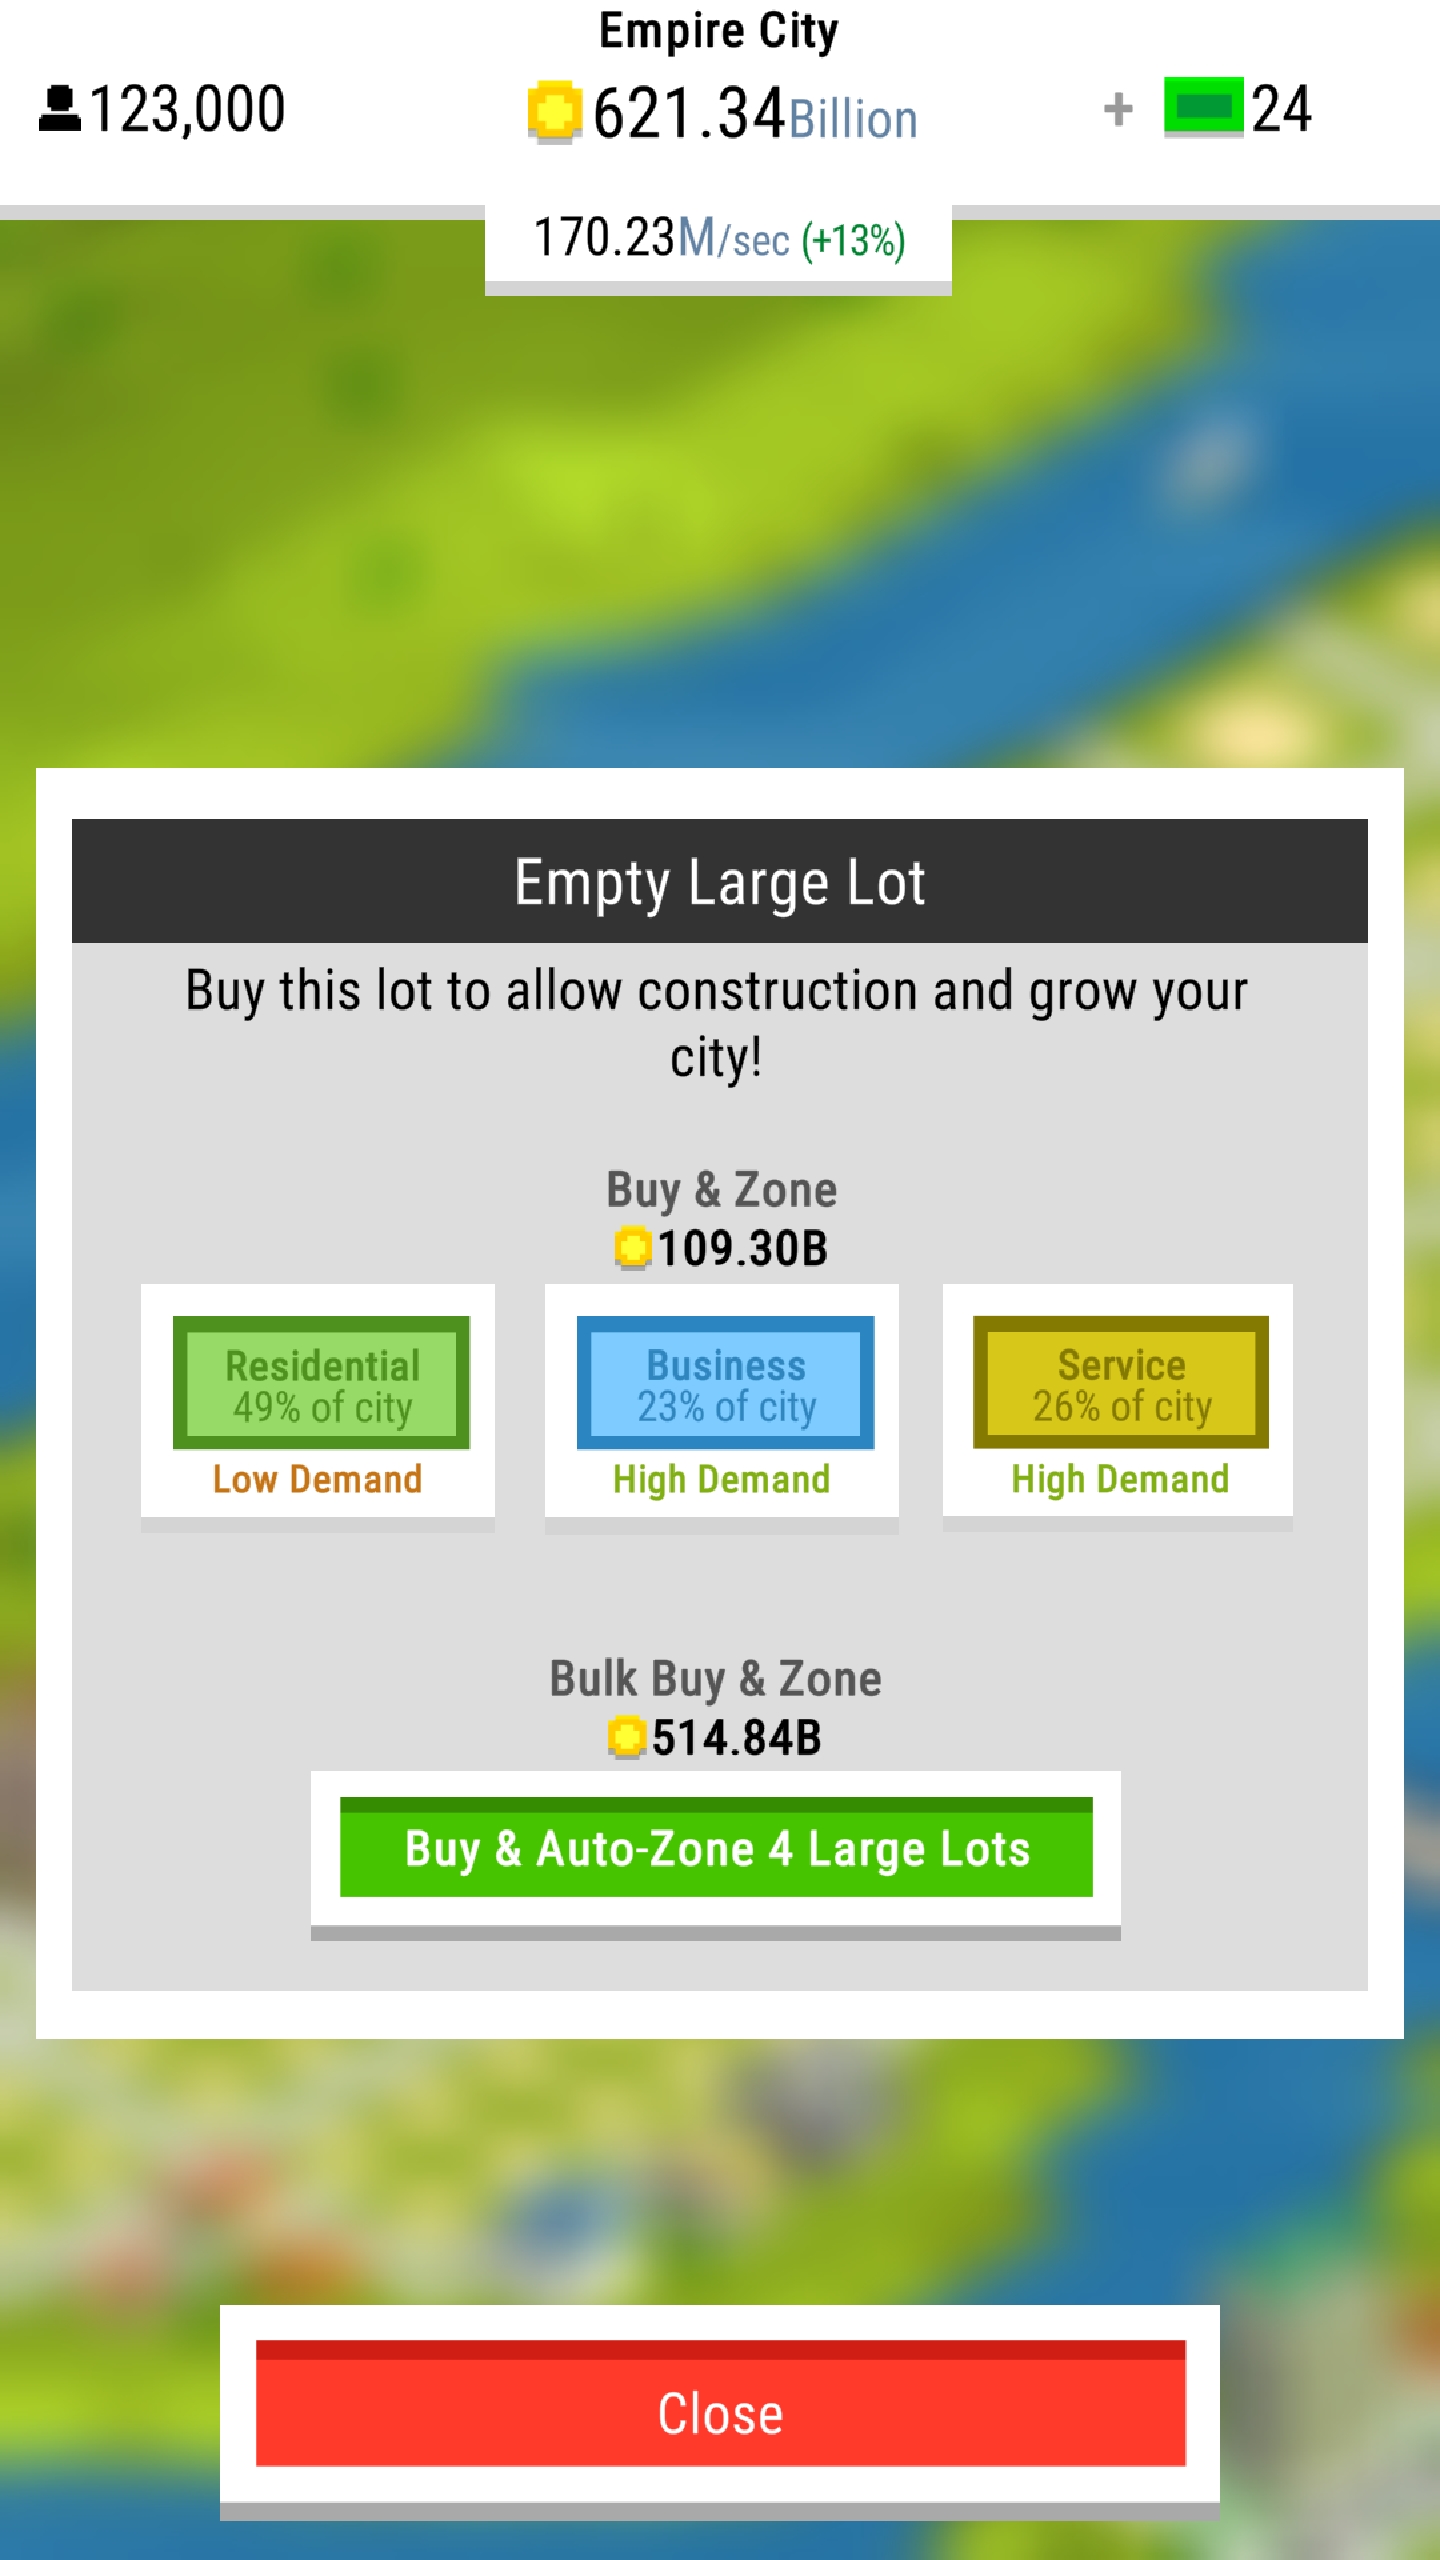 Empire City
123,000
621.34Billion
+ 24
170.23M/sec (+13%)
Empty Large Lot
Buy this lot to allow construction and grow your
city!
Buy & Zone
109.30B
Residential
49% of city
Low Demand
Business
23% of city
High Demand
Service
26% of city
High Demand
Bulk Buy & Zone
514.84B
Buy & Auto-Zone 4 Large Lots
Close